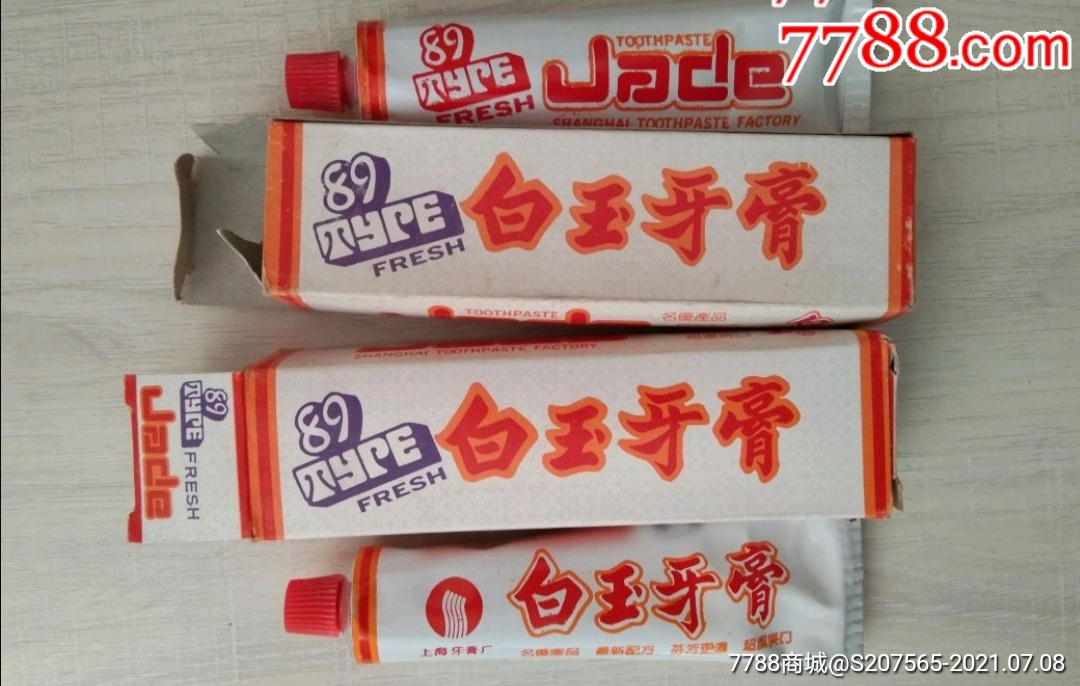 7788.com
89
TYPE
FRESH
TOOTHPASTE
Jade
SHANGHAI TOOTHPASTE FACTORY
89
TYPE
FRESH
白玉牙膏
TOOTHPASTE
名優產品
SHANGHAI TOOTHPASTE FACTORY
89
TYPE
FRESH
Jade
89
TYPE
FRESH
白玉牙膏
白玉牙膏
上海牙膏厂
名優產品 最新配方 芬芳更濃
7788商城@S207565-2021.07.08